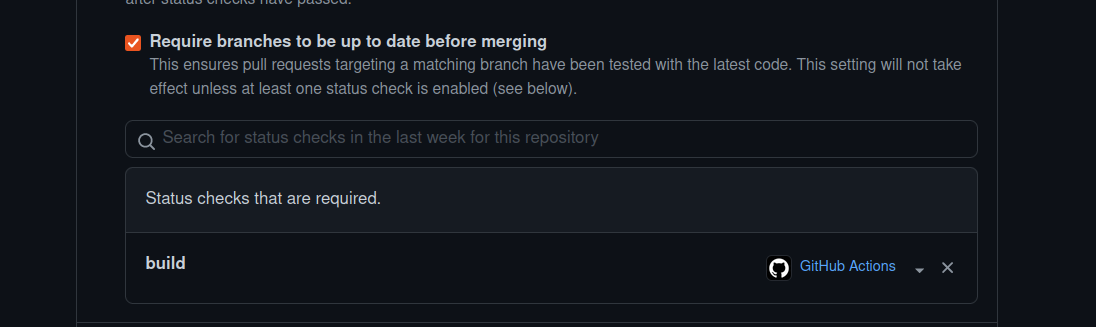 after status checks have passed.
Require branches to be up to date before merging
This ensures pull requests targeting a matching branch have been tested with the latest code. This setting will not take
effect unless at least one status check is enabled (see below).
Search for status checks in the last week for this repository
Status checks that are required.
build
GitHub Actions